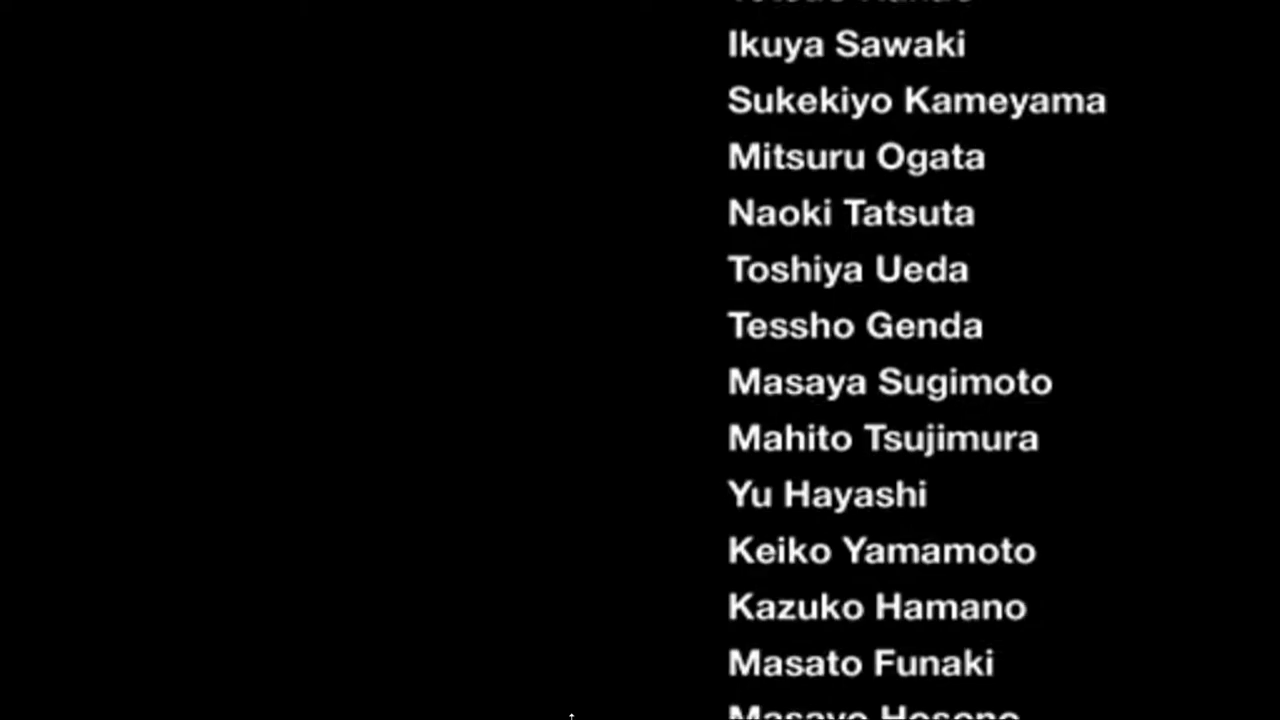 Ikuya Sawaki
Sukekiyo Kameyama
Mitsuru Ogata
Naoki Tatsuta
Toshiya Ueda
Tessho Genda
Masaya Sugimoto
Mahito Tsujimura
Yu Hayashi
Keiko Yamamoto
Kazuko Hamano
Masato Funaki